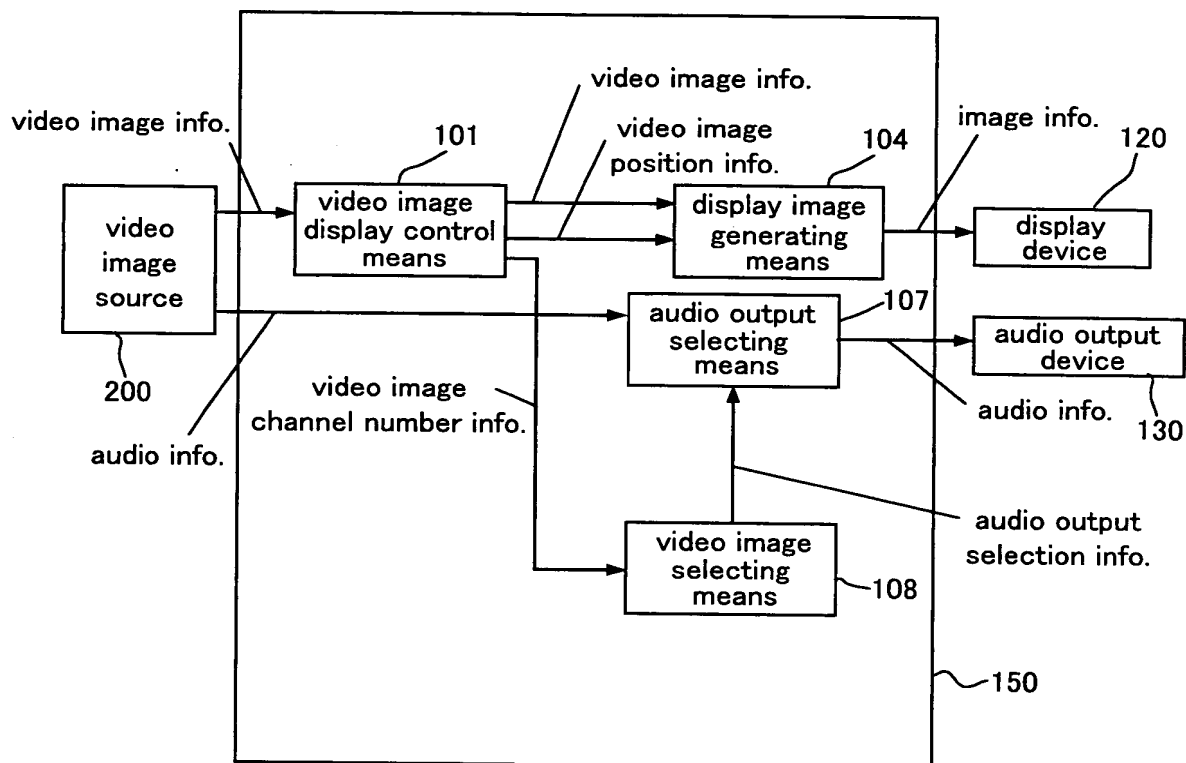 video image info.
video image info.
101
video image
position info.
104
image info.
120
video
image
source
video image
display control
means
display image
generating means
display
device
200
audio output
selecting
means
107
audio output
device
video image
channel number info.
audio info.
audio info.
130
audio output
selection info.
video image
selecting
means
108
150